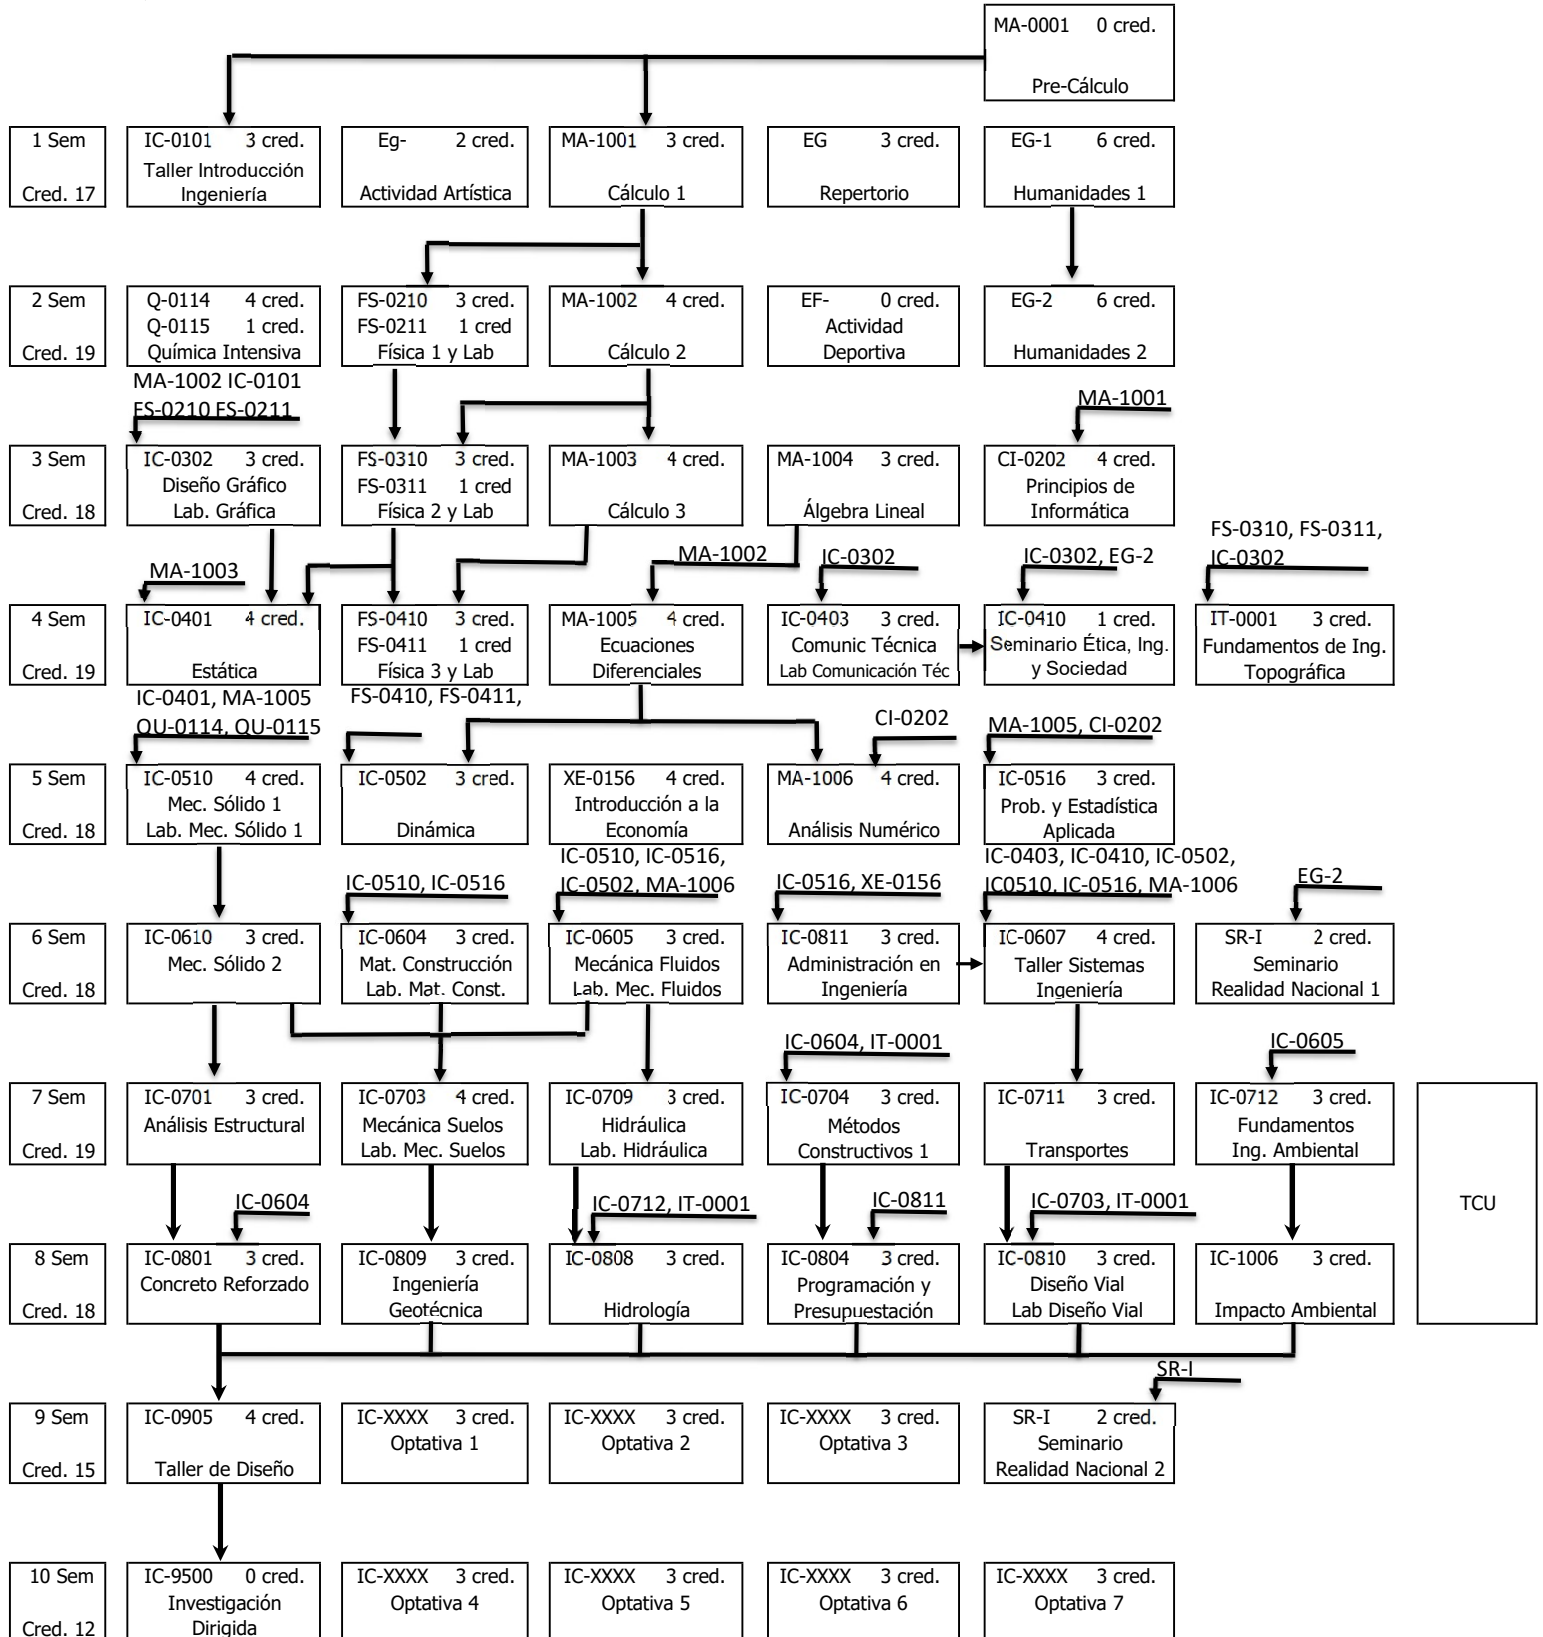 MA-0001 0 cred.
Pre-Cálculo
1 Sem
Cred. 17
IC-0101 3 cred.
Taller Introducción
Ingeniería
Eg- 2 cred.
Actividad Artística
MA-1001 3 cred.
Cálculo 1
EG 3 cred.
Repertorio
EG-1 6 cred.
Humanidades 1
2 Sem
Cred. 19
Q-0114 4 cred.
Q-0115 1 cred.
Química Intensiva
FS-0210 3 cred.
FS-0211 1 cred
Física 1 y Lab
MA-1002 4 cred.
Cálculo 2
EF- 0 cred.
Actividad
Deportiva
EG-2 6 cred.
Humanidades 2
MA-1002 IC-0101
FS-0210 FS-0211
MA-1001
3 Sem
Cred. 18
IC-0302 3 cred.
Diseño Gráfico
Lab. Gráfica
FS-0310 3 cred.
FS-0311 1 cred
Física 2 y Lab
MA-1003 4 cred.
Cálculo 3
MA-1004 3 cred.
Álgebra Lineal
CI-0202 4 cred.
Principios de
Informática
MA-1003
MA-1002
IC-0302
IC-0302, EG-2
FS-0310, FS-0311,
IC-0302
4 Sem
Cred. 19
IC-0401 4 cred.
Estática
FS-0410 3 cred.
FS-0411 1 cred
Física 3 y Lab
MA-1005 4 cred.
Ecuaciones
Diferenciales
IC-0403 3 cred.
Comunic Técnica
Lab Comunicación Téc
IC-0410 1 cred.
Seminario Ética, Ing.
y Sociedad
IT-0001 3 cred.
Fundamentos de Ing.
Topográfica
IC-0401, MA-1005
QU-0114, QU-0115
FS-0410, FS-0411,
CI-0202
MA-1005, CI-0202
5 Sem
Cred. 18
IC-0510 4 cred.
Mec. Sólido 1
Lab. Mec. Sólido 1
IC-0502 3 cred.
Dinámica
XE-0156 4 cred.
Introducción a la
Economía
MA-1006 4 cred.
Análisis Numérico
IC-0516 3 cred.
Prob. y Estadística
Aplicada
IC-0510, IC-0516
IC-0510, IC-0516,
IC-0502, MA-1006
IC-0516, XE-0156
IC-0403, IC-0410, IC-0502,
IC0510, IC-0516, MA-1006
EG-2
6 Sem
Cred. 18
IC-0610 3 cred.
Mec. Sólido 2
IC-0604 3 cred.
Mat. Construcción
Lab. Mat. Const.
IC-0605 3 cred.
Mecánica Fluidos
Lab. Mec. Fluidos
IC-0811 3 cred.
Administración en
Ingeniería
IC-0607 4 cred.
Taller Sistemas
Ingeniería
SR-I 2 cred.
Seminario
Realidad Nacional 1
IC-0604, IT-0001
IC-0605
7 Sem
Cred. 19
IC-0701 3 cred.
Análisis Estructural
IC-0703 4 cred.
Mecánica Suelos
Lab. Mec. Suelos
IC-0709 3 cred.
Hidráulica
Lab. Hidráulica
IC-0704 3 cred.
Métodos
Constructivos 1
IC-0711 3 cred.
Transportes
IC-0712 3 cred.
Fundamentos
Ing. Ambiental
TCU
IC-0604
IC-0712, IT-0001
IC-0811
IC-0703, IT-0001
8 Sem
Cred. 18
IC-0801 3 cred.
Concreto Reforzado
IC-0809 3 cred.
Ingeniería
Geotécnica
IC-0808 3 cred.
Hidrología
IC-0804 3 cred.
Programación y
Presupuestación
IC-0810 3 cred.
Diseño Vial
Lab Diseño Vial
IC-1006 3 cred.
Impacto Ambiental
SR-I
9 Sem
Cred. 15
IC-0905 4 cred.
Taller de Diseño
IC-XXXX 3 cred.
Optativa 1
IC-XXXX 3 cred.
Optativa 2
IC-XXXX 3 cred.
Optativa 3
SR-I 2 cred.
Seminario
Realidad Nacional 2
10 Sem
Cred. 12
IC-9500 0 cred.
Investigación
Dirigida
IC-XXXX 3 cred.
Optativa 4
IC-XXXX 3 cred.
Optativa 5
IC-XXXX 3 cred.
Optativa 6
IC-XXXX 3 cred.
Optativa 7